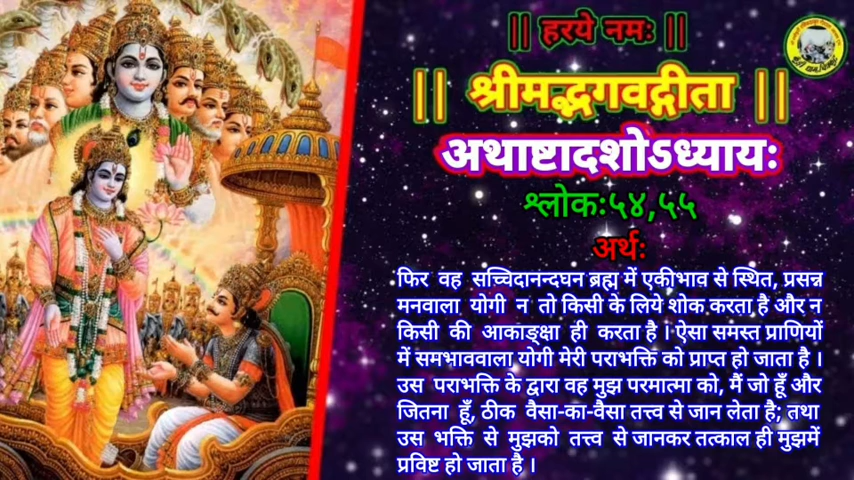 || हरये नमः ||
|| श्रीमद्भगवद्गीता ||
अथाष्टादशोऽध्यायः
श्लोकः५४,५५
अर्थः
फिर वह सच्चिदानन्दघन ब्रह्म में एकीभाव से स्थित, प्रसन्न
मनवाला योगी न तो किसी के लिये शोक करता है और न
किसी की आकाङ्क्षा ही करता है । ऐसा समस्त प्राणियों
में समभाववाला योगी मेरी पराभक्ति को प्राप्त हो जाता है ।
उस पराभक्ति के द्वारा वह मुझ परमात्मा को, मैं जो हूँ और
जितना हूँ, ठीक वैसा-का-वैसा तत्त्व से जान लेता है; तथा
उस भक्ति से मुझको तत्त्व से जानकर तत्काल ही मुझमें
प्रविष्ट हो जाता है ।